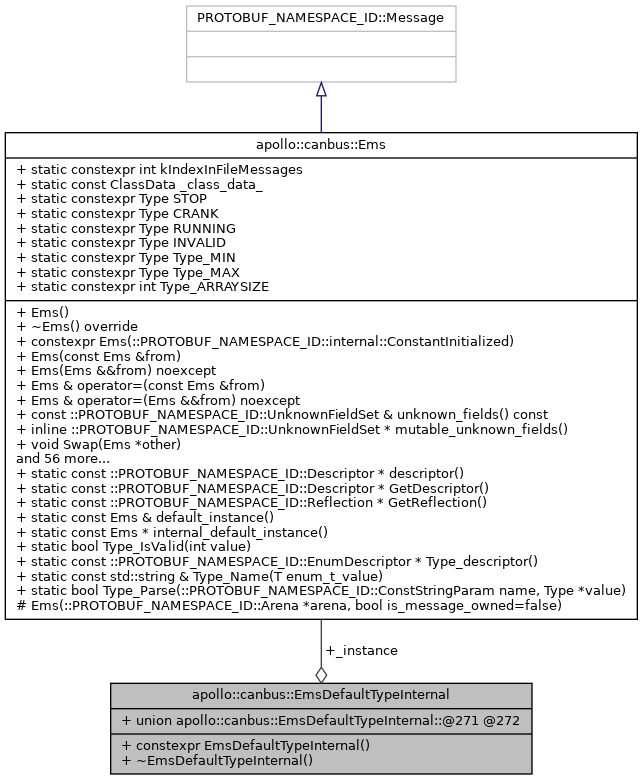 PROTOBUF_NAMESPACE_ID::Message
apollo::canbus::Ems
+ static constexpr int kIndexInFileMessages
+ static const ClassData _class_data_
+ static constexpr Type STOP
+ static constexpr Type CRANK
+ static constexpr Type RUNNING
+ static constexpr Type INVALID
+ static constexpr Type Type_MIN
+ static constexpr Type Type_MAX
+ static constexpr int Type_ARRAYSIZE
+ Ems()
+ ~Ems() override
+ constexpr Ems(::PROTOBUF_NAMESPACE_ID::internal::ConstantInitialized)
+ Ems(const Ems &from)
+ Ems(Ems &&from) noexcept
+ Ems & operator=(const Ems &from)
+ Ems & operator=(Ems &&from) noexcept
+ const ::PROTOBUF_NAMESPACE_ID::UnknownFieldSet & unknown_fields() const
+ inline ::PROTOBUF_NAMESPACE_ID::UnknownFieldSet * mutable_unknown_fields()
+ void Swap(Ems *other)
and 56 more...
+ static const ::PROTOBUF_NAMESPACE_ID::Descriptor * descriptor()
+ static const ::PROTOBUF_NAMESPACE_ID::Descriptor * GetDescriptor()
+ static const ::PROTOBUF_NAMESPACE_ID::Reflection * GetReflection()
+ static const Ems & default_instance()
+ static const Ems * internal_default_instance()
+ static bool Type_IsValid(int value)
+ static const ::PROTOBUF_NAMESPACE_ID::EnumDescriptor * Type_descriptor()
+ static const std::string & Type_Name(T enum_t_value)
+ static bool Type_Parse(::PROTOBUF_NAMESPACE_ID::ConstStringParam name, Type *value)
# Ems(::PROTOBUF_NAMESPACE_ID::Arena *arena, bool is_message_owned=false)
+_instance
apollo::canbus::EmsDefaultTypeInternal
+ union apollo::canbus::EmsDefaultTypeInternal::@271 @272
+ constexpr EmsDefaultTypeInternal()
+ ~EmsDefaultTypeInternal()